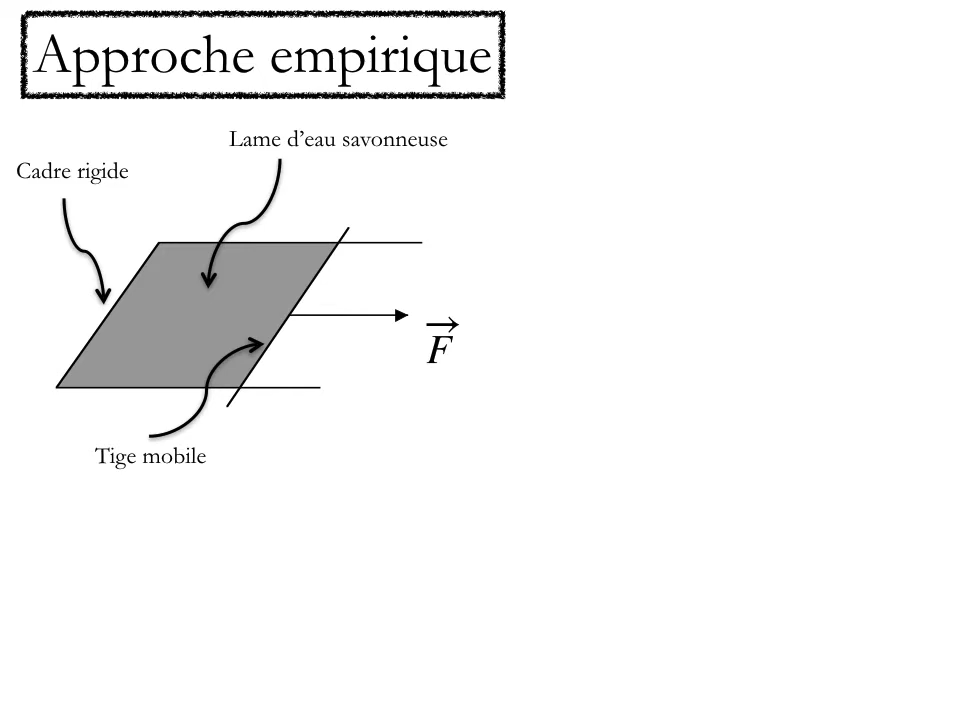 Approche empirique
Lame d’eau savonneuse
Cadre rigide
F
Tige mobile